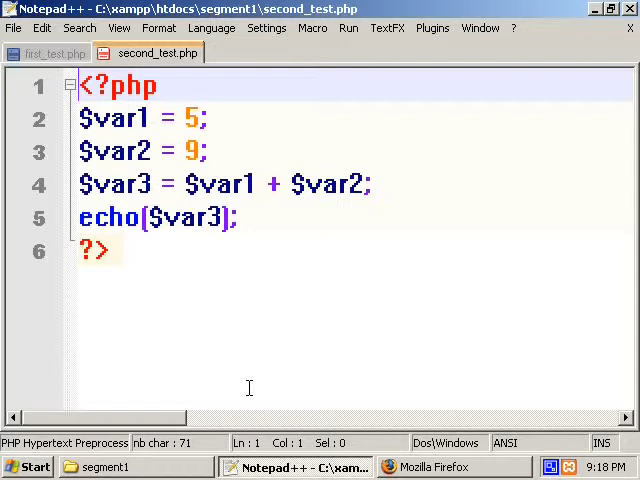 Notepad++ - C:\xampp\htdocs\segment1\second_test.php
File Edit Search View Format Language Settings Macro Run TextFX Plugins Window ? X
first_test.php second_test.php
1 <?php
2 $var1 = 5;
3 $var2 = 9;
4 $var3 = $var1 + $var2;
5 echo($var3);
6 ?>
PHP Hypertext Preprocess nb char : 71 Ln : 1 Col : 1 Sel : 0 Dos\Windows ANSI INS
Start segment1 Notepad++ - C:\xam... Mozilla Firefox 9:18 PM